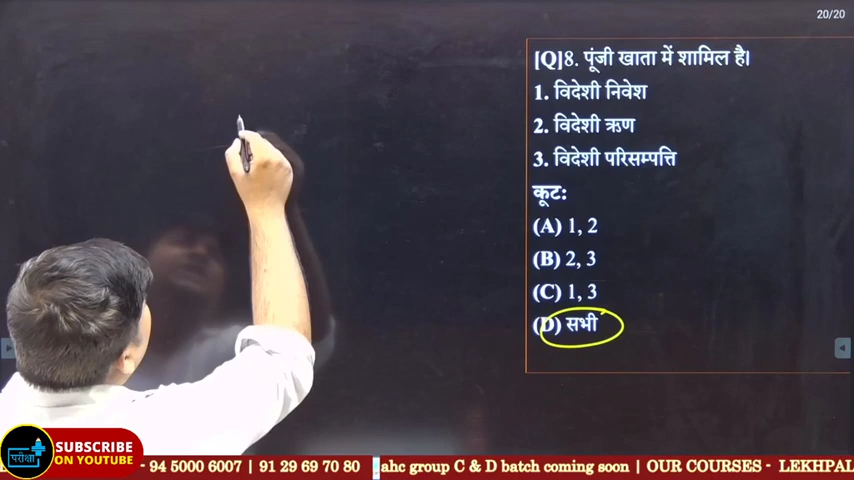 20/20
[Q]8. पूंजी खाता में शामिल है।
1. विदेशी निवेश
2. विदेशी ऋण
3. विदेशी परिसम्पत्ति
कूट:
(A) 1, 2
(B) 2, 3
(C) 1, 3
(D) सभी
परीक्षा
SUBSCRIBE
ON YOUTUBE
- 94 5000 6007 | 91 29 69 70 80
ahc group C & D batch coming soon | OUR COURSES - LEKHPAL